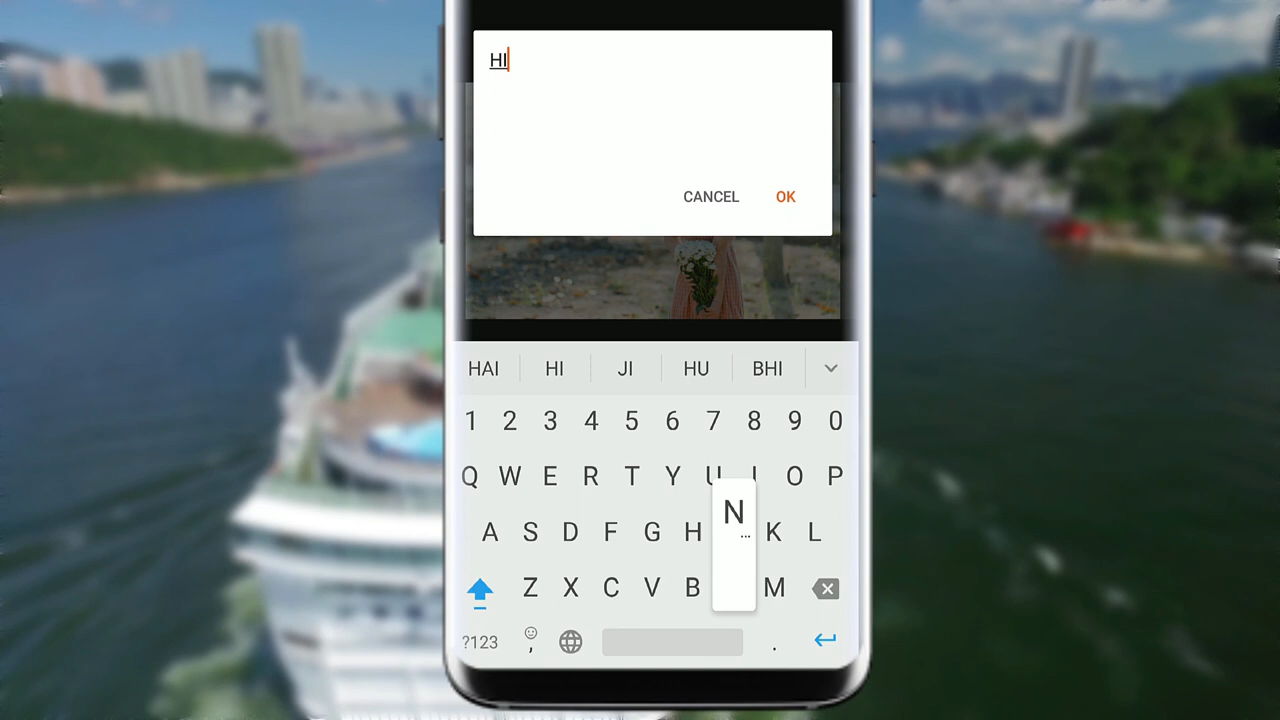 HI
CANCEL OK
HAI HI JI HU BHI
1 2 3 4 5 6 7 8 9 0
Q W E R T Y U I O P
A S D F G H K L
N
...
Z X C V B M
?123 , .